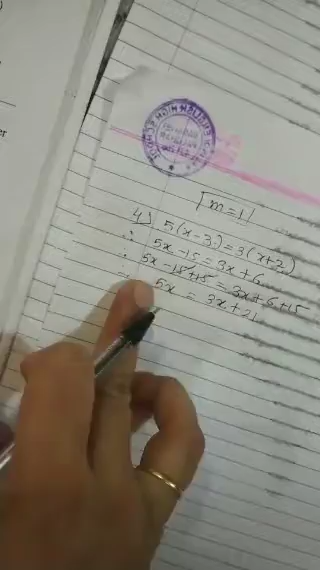 m=1
4) 5(x-3)=3(x+2)
∴ 5x-15=3x+6
∴ 5x-15+15=3x+6+15
∴ 5x = 3x+21